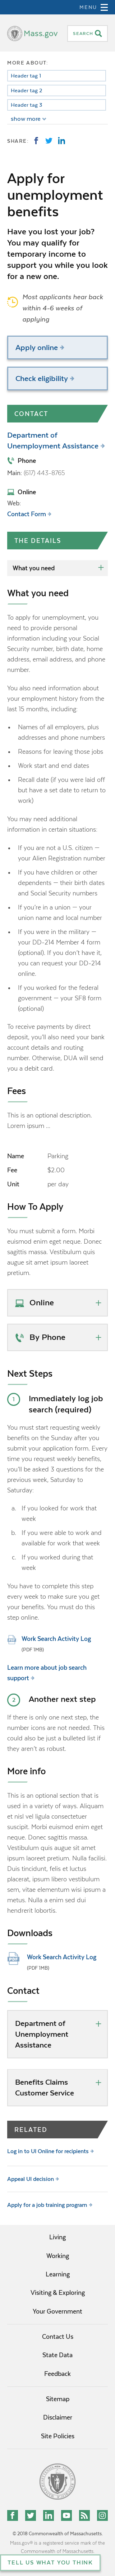 MENU
Mass.gov
SEARCH
MORE ABOUT
Header tag 1
Header tag 2
Header tag 3
show more
SHARE
Apply for
unemployment
benefits
Have you lost your job?
You may qualify for
temporary income to
support you while you look
for a new one.
Most applicants hear back
within 4-6 weeks of
applying
Apply online
Check eligibility
CONTACT
Department of
Unemployment Assistance
Phone
Main: (617) 443-8765
Online
Web:
Contact Form
THE DETAILS
What you need
What you need
To apply for unemployment, you
need to provide personal
information including your Social
Security number, birth date, home
address, email address, and phone
number.
You also need information about
your employment history from the
last 15 months, including:
• Names of all employers, plus
addresses and phone numbers
• Reasons for leaving those jobs
• Work start and end dates
• Recall date (if you were laid off
but have a set date to return to
work)
You may need additional
information in certain situations:
• If you are not a U.S. citizen —
your Alien Registration number
• If you have children or other
dependents — their birth dates
and Social Security numbers
• If you're in a union — your
union name and local number
• If you were in the military —
your DD-214 Member 4 form
(optional). If you don't have it,
you can request your DD-214
online.
• If you worked for the federal
government — your SF8 form
(optional)
To receive payments by direct
deposit, you'll also need your bank
account details and routing
number. Otherwise, DUA will send
you a debit card.
Fees
This is an optional description.
Lorem ipsum ...
Name Parking
Fee $2.00
Unit per day
How To Apply
You must submit a form. Morbi
euismod enim eget neque. Donec
sagittis massa. Vestibulum quis
augue sit amet ipsum laoreet
pretium.
Online
By Phone
Next Steps
1 Immediately log job
search (required)
You must start requesting weekly
benefits on the Sunday after you
submit your application form. Every
week you request weekly benefits,
you'll be asked 3 questions for the
previous week, Saturday to
Saturday:
a. If you looked for work that
week
b. If you were able to work and
available for work that week
c. If you worked during that
week
You have to complete this step
every week to make sure you get
your benefits. You must do this
step online.
Work Search Activity Log
(PDF 1MB)
Learn more about job search
support
2 Another next step
If there is only one next step, the
number icons are not needed. This
could also be just a bulleted list if
they aren't in order.
More info
This is an optional section that is
used in a variety of ways. Aliquam
in nisl vel nisl sodales scelerisque.
Donec quis mi. Morbi euismod enim
eget neque. Donec sagittis massa.
Vestibulum quis augue sit amet
ipsum laoreet pretium. Nulla facilisi.
Duis tincidunt, felis et luctus
placerat, ipsum libero vestibulum
sem, vitae elementum wisi ipsum a
metus. Nulla a enim sed dui
hendrerit lobortis.
Downloads
Work Search Activity Log
(PDF 1MB)
Contact
Department of
Unemployment
Assistance
Benefits Claims
Customer Service
RELATED
Log in to UI Online for recipients
Appeal UI decision
Apply for a job training program
Living
Working
Learning
Visiting & Exploring
Your Government
Contact Us
State Data
Feedback
Sitemap
Disclaimer
Site Policies
© 2018 Commonwealth of Massachusetts.
Mass.gov® is a registered service mark of the
Commonwealth of Massachusetts.
TELL US WHAT YOU THINK